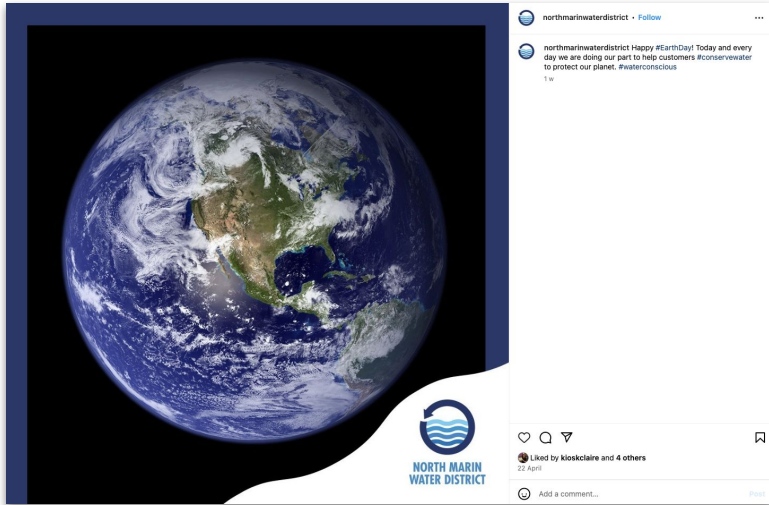 northmarinwaterdistrict • Follow
northmarinwaterdistrict Happy #EarthDay! Today and every
day we are doing our part to help customers #conservewater
to protect our planet. #waterconscious
1 w
NORTH MARIN
WATER DISTRICT
Liked by kioskclaire and 4 others
22 April
Add a comment...
Post